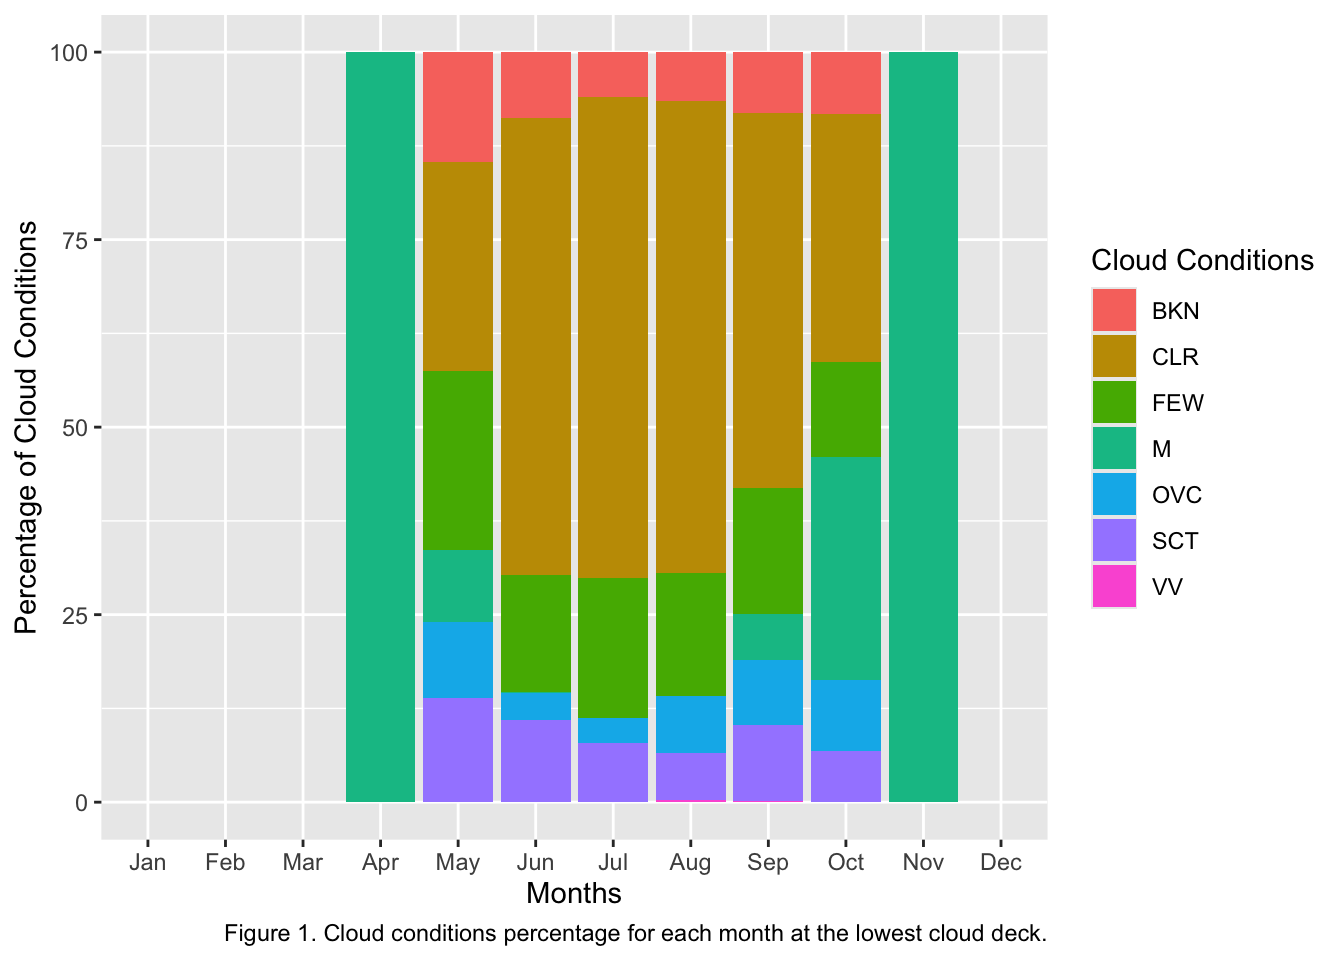 100
75
50
25
0
Percentage of Cloud Conditions
Jan Feb Mar Apr May Jun Jul Aug Sep Oct Nov Dec
Months
Cloud Conditions
BKN
CLR
FEW
M
OVC
SCT
VV
Figure 1. Cloud conditions percentage for each month at the lowest cloud deck.